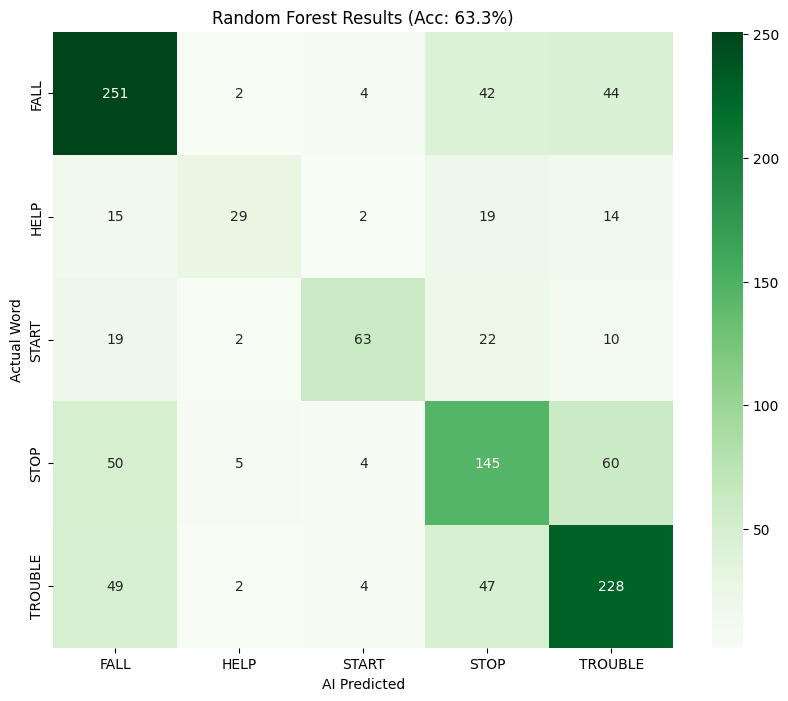 Random Forest Results (Acc: 63.3%)
Actual Word
FALL 251 2 4 42 44
HELP 15 29 2 19 14
START 19 2 63 22 10
STOP 50 5 4 145 60
TROUBLE 49 2 4 47 228
FALL HELP START STOP TROUBLE
AI Predicted
250
200
150
100
50